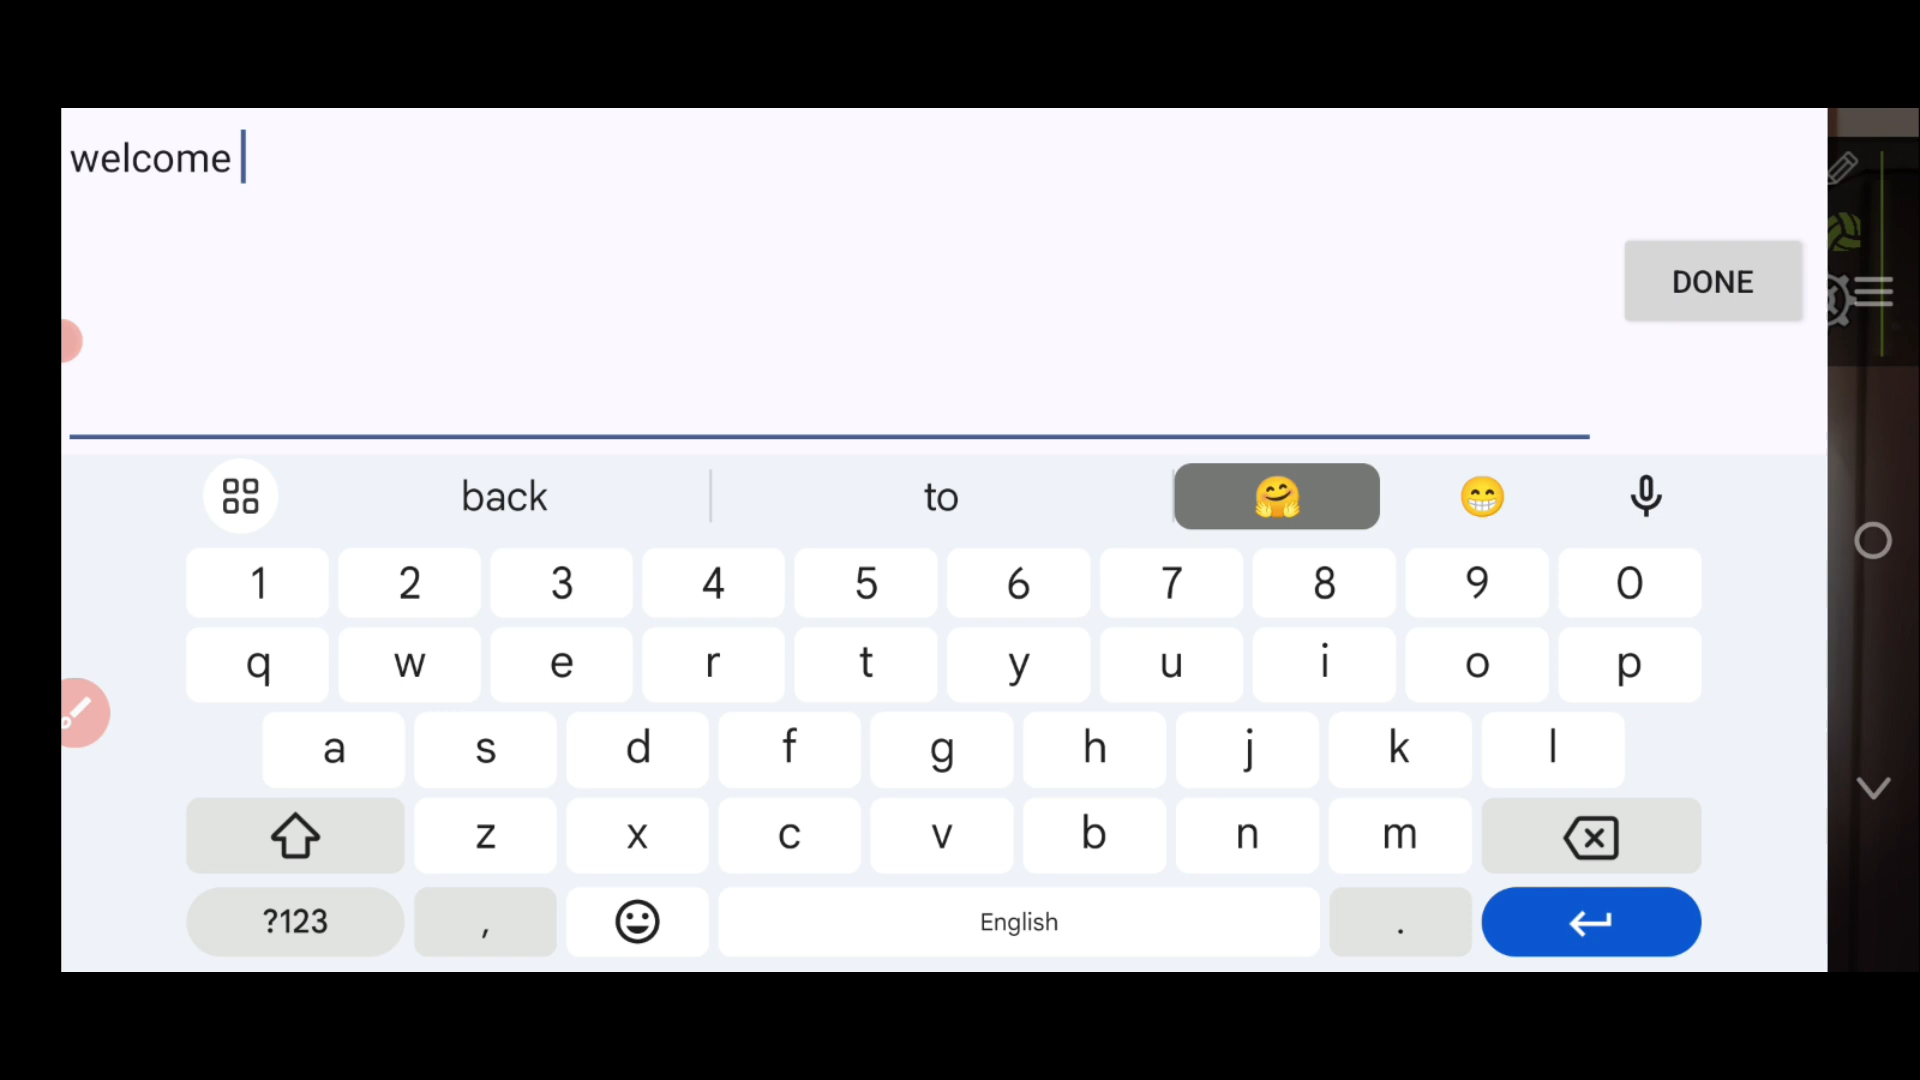 welcome
DONE
back to 🤗 😁
1 2 3 4 5 6 7 8 9 0
q w e r t y u i o p
a s d f g h j k l
z x c v b n m
?123 , English .